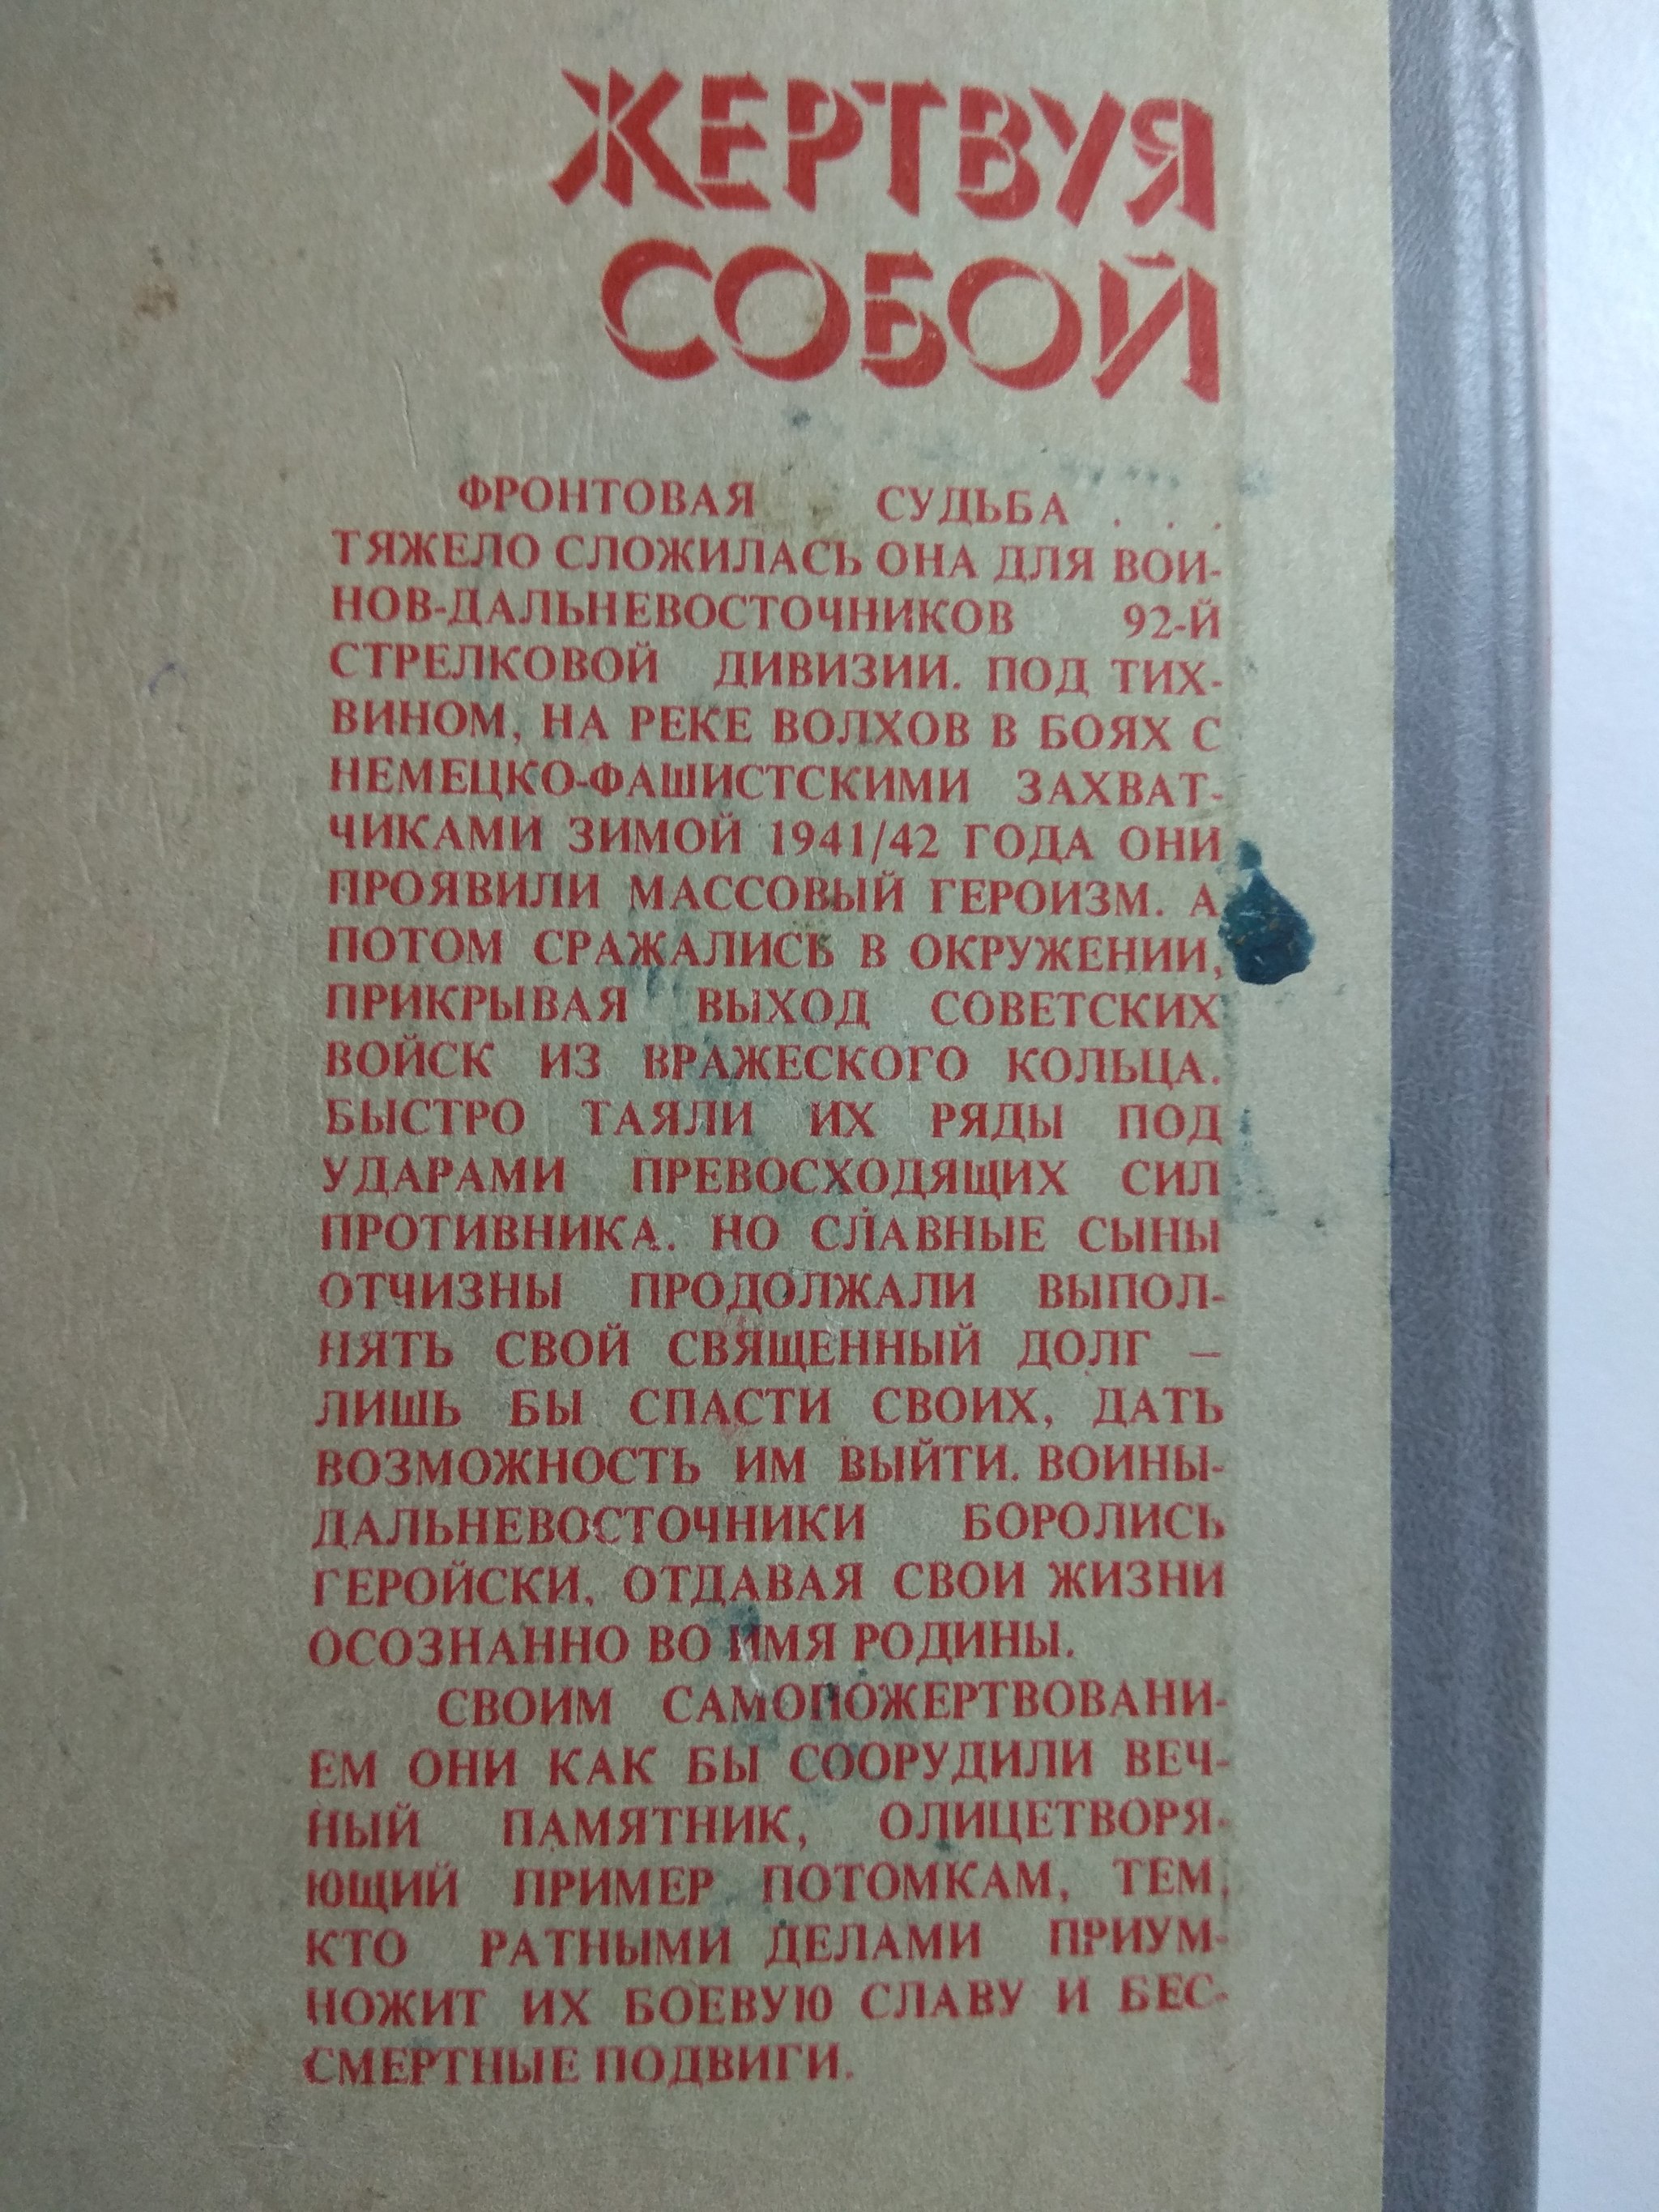 ЖЕРТВУЯ
СОБОЙ
ФРОНТОВАЯ СУДЬБА . . .
ТЯЖЕЛО СЛОЖИЛАСЬ ОНА ДЛЯ ВОИ-
НОВ-ДАЛЬНЕВОСТОЧНИКОВ 92-Й
СТРЕЛКОВОЙ ДИВИЗИИ. ПОД ТИХ-
ВИНОМ, НА РЕКЕ ВОЛХОВ В БОЯХ С
НЕМЕЦКО-ФАШИСТСКИМИ ЗАХВАТ-
ЧИКАМИ ЗИМОЙ 1941/42 ГОДА ОНИ
ПРОЯВИЛИ МАССОВЫЙ ГЕРОИЗМ. А
ПОТОМ СРАЖАЛИСЬ В ОКРУЖЕНИИ,
ПРИКРЫВАЯ ВЫХОД СОВЕТСКИХ
ВОЙСК ИЗ ВРАЖЕСКОГО КОЛЬЦА.
БЫСТРО ТАЯЛИ ИХ РЯДЫ ПОД
УДАРАМИ ПРЕВОСХОДЯЩИХ СИЛ
ПРОТИВНИКА. НО СЛАВНЫЕ СЫНЫ
ОТЧИЗНЫ ПРОДОЛЖАЛИ ВЫПОЛ-
НЯТЬ СВОЙ СВЯЩЕННЫЙ ДОЛГ –
ЛИШЬ БЫ СПАСТИ СВОИХ, ДАТЬ
ВОЗМОЖНОСТЬ ИМ ВЫЙТИ. ВОИНЫ-
ДАЛЬНЕВОСТОЧНИКИ БОРОЛИСЬ
ГЕРОЙСКИ, ОТДАВАЯ СВОИ ЖИЗНИ
ОСОЗНАННО ВО ИМЯ РОДИНЫ.
СВОИМ САМОПОЖЕРТВОВАНИ-
ЕМ ОНИ КАК БЫ СООРУДИЛИ ВЕЧ-
НЫЙ ПАМЯТНИК, ОЛИЦЕТВОРЯ-
ЮЩИЙ ПРИМЕР ПОТОМКАМ, ТЕМ,
КТО РАТНЫМИ ДЕЛАМИ ПРИУМ-
НОЖИТ ИХ БОЕВУЮ СЛАВУ И БЕС-
СМЕРТНЫЕ ПОДВИГИ.